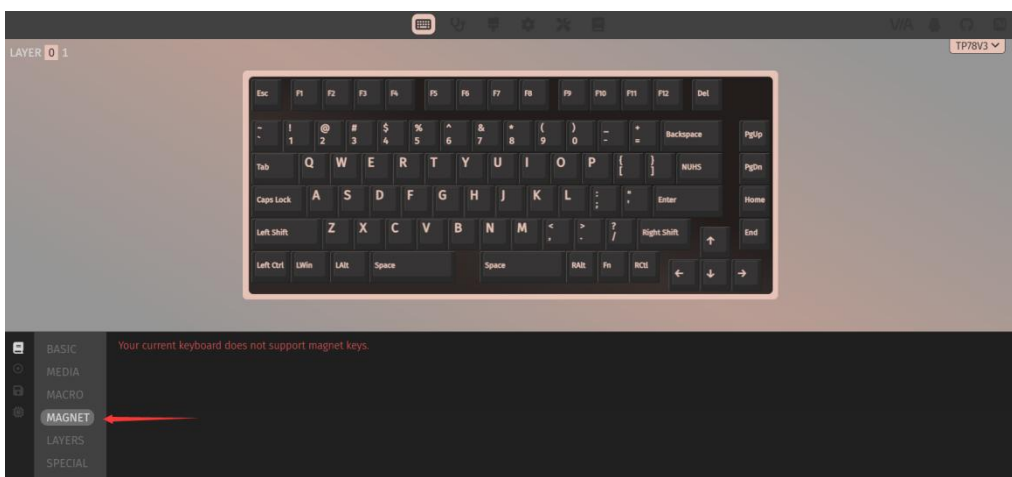 VIA
LAYER 0 1
TP78V3
Esc F1 F2 F3 F4 F5 F6 F7 F8 F9 F10 F11 F12 Del
~ ! @ # $ % ^ & * ( ) _ +
` 1 2 3 4 5 6 7 8 9 0 - = Backspace PgUp
Tab Q W E R T Y U I O P { } NUHS PgDn
[ ]
Caps Lock A S D F G H J K L : " Enter Home
; '
Left Shift Z X C V B N M < > ? Right Shift ↑ End
, . /
Left Ctrl LWin LAlt Space Space RAlt Fn RCtl ← ↓ →
BASIC
Your current keyboard does not support magnet keys.
MEDIA
MACRO
MAGNET
LAYERS
SPECIAL